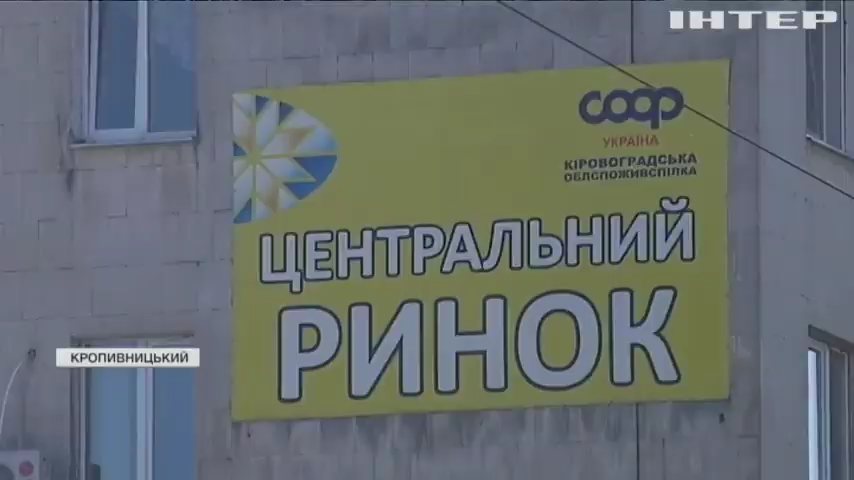 ІНТЕР
COOP
УКРАЇНА
КІРОВОГРАДСЬКА
ОБЛСПОЖИВСПІЛКА
ЦЕНТРАЛЬНИЙ
РИНОК
КРОПИВНИЦЬКИЙ